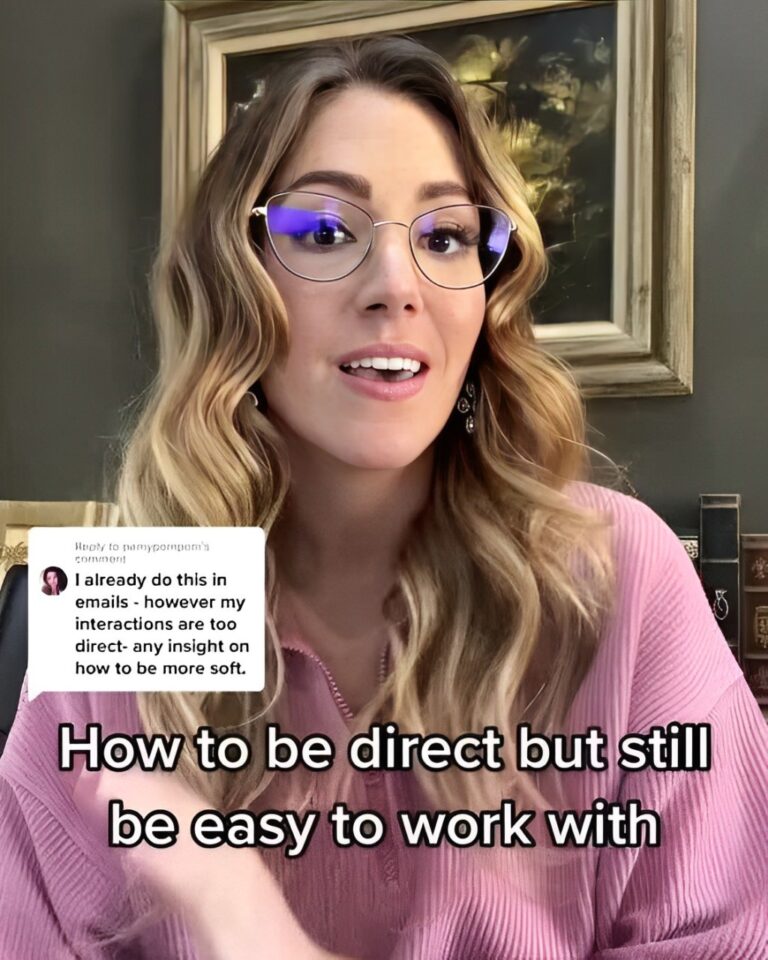 Reply to pamypompom's
comment
I already do this in
emails - however my
interactions are too
direct- any insight on
how to be more soft.
How to be direct but still
be easy to work with